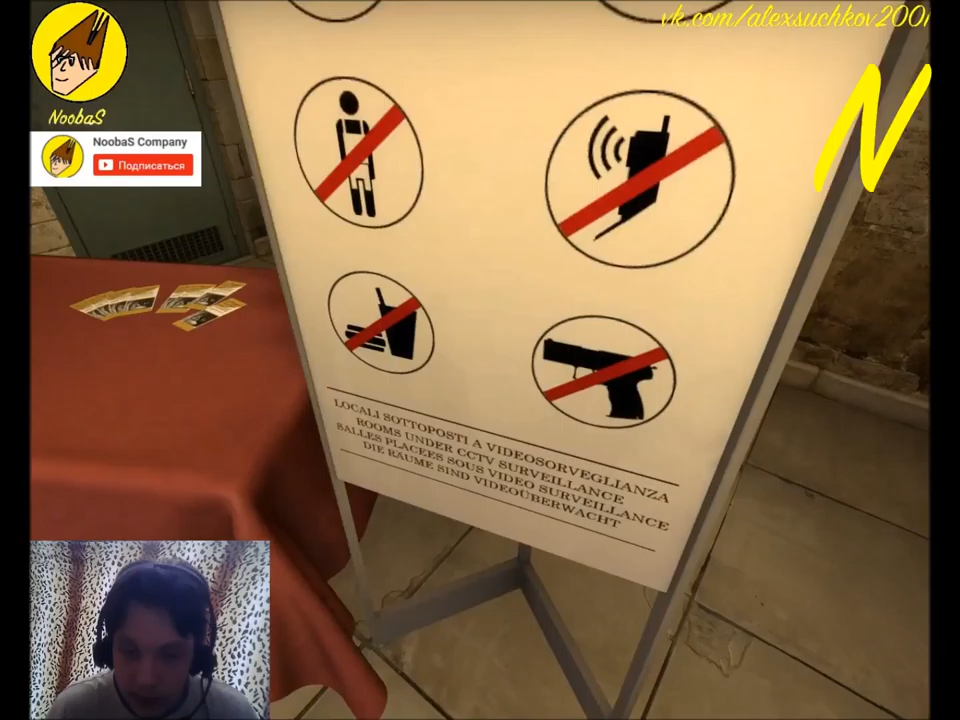 vk.com/alexsuchkov200
N
NoobaS
NoobaS Company
Подписаться
LOCALI SOTTOPOSTI A VIDEOSORVEGLIANZA
ROOMS UNDER CCTV SURVEILLANCE
SALLES PLACEES SOUS VIDEO SURVEILLANCE
DIE RÄUME SIND VIDEOÜBERWACHT